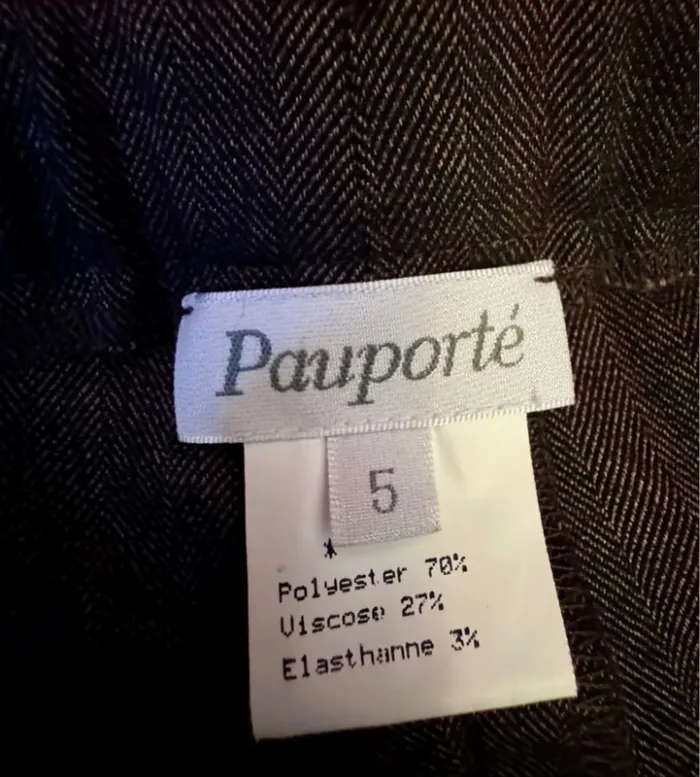 Pauporté
5
*
Polyester 70%
Viscose 27%
Elasthanne 3%